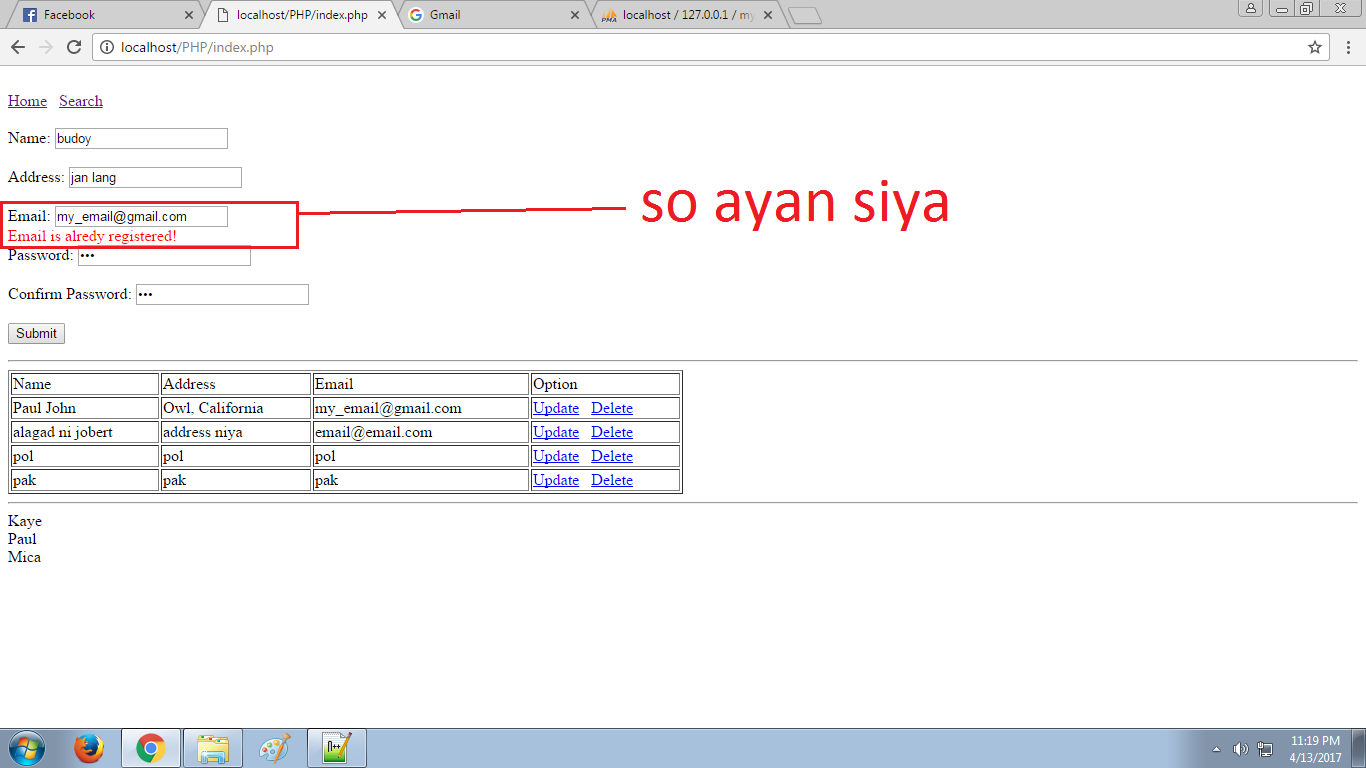 Facebook
localhost/PHP/index.php
Gmail
PMA
localhost / 127.0.0.1 / my
localhost/PHP/index.php
Home Search
Name: budoy
Address: jan lang
Email: my_email@gmail.com
Email is alredy registered!
so ayan siya
Password: •••
Confirm Password: •••
Submit
Name Address Email Option
Paul John Owl, California my_email@gmail.com Update Delete
alagad ni jobert address niya email@email.com Update Delete
pol pol pol Update Delete
pak pak pak Update Delete
Kaye
Paul
Mica
11:19 PM
4/13/2017